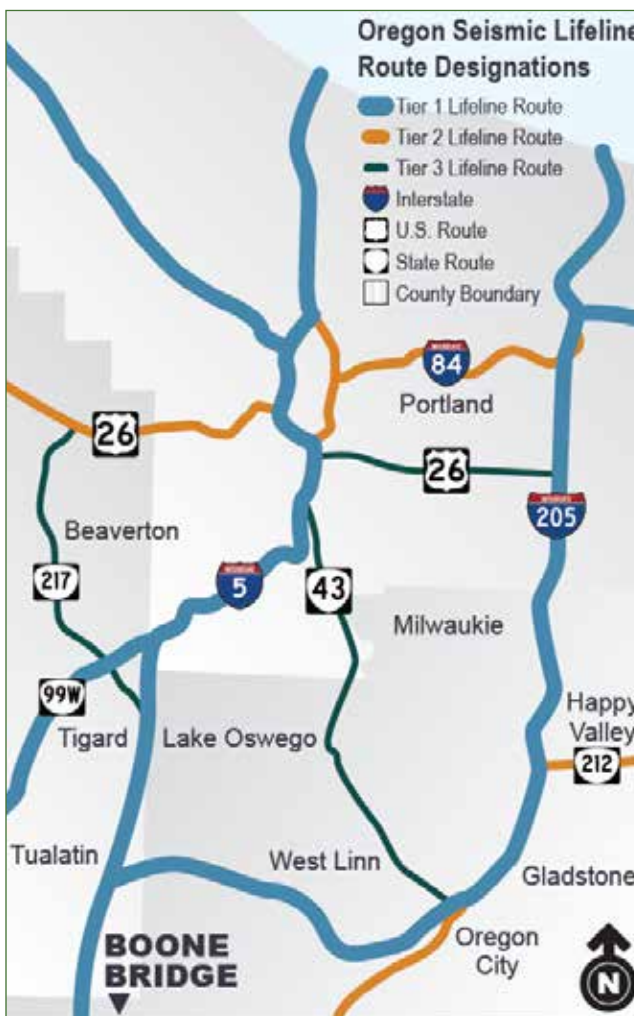 Oregon Seismic Lifeline
Route Designations
Tier 1 Lifeline Route
Tier 2 Lifeline Route
Tier 3 Lifeline Route
Interstate
U.S. Route
State Route
County Boundary
84
Portland
26
26
205
Beaverton
217
5
43
Milwaukie
99W
Tigard
Lake Oswego
Happy
Valley
212
Tualatin
West Linn
Gladstone
Oregon
City
BOONE
BRIDGE
N